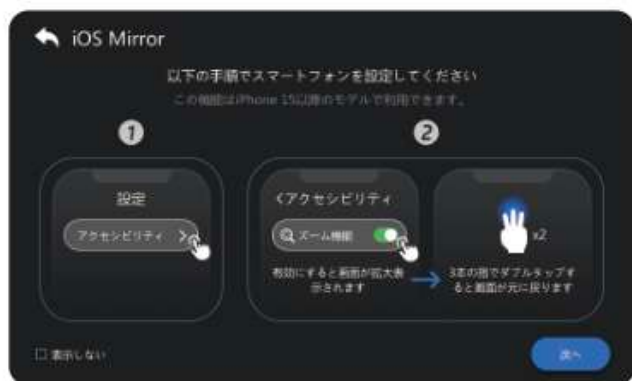 iOS Mirror
以下の手順でスマートフォンを設定してください
この機能はiPhone 15以降のモデルで利用できます。
1
2
設定
アクセシビリティ >
<アクセシビリティ
ズーム機能
有効にすると画面が拡大表
示されます
x2
3本の指でダブルタップす
ると画面が元に戻ります
表示しない
次へ